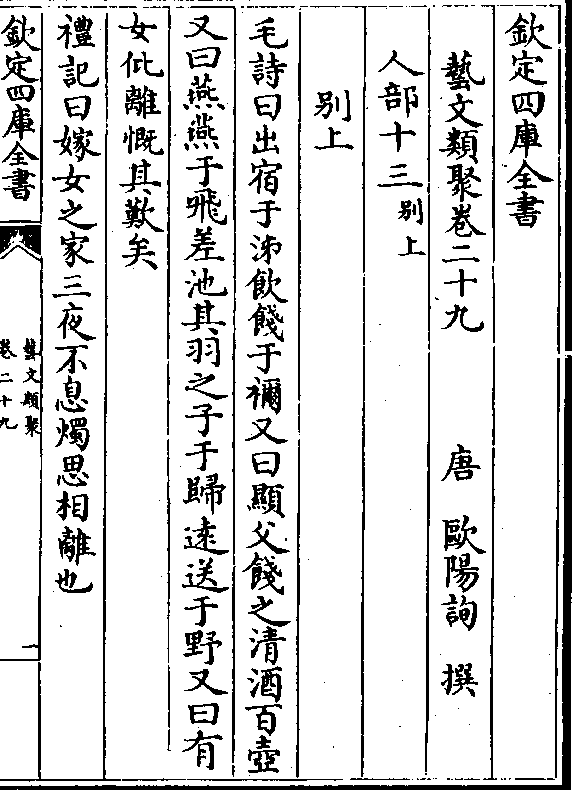 欽定四庫全書
藝文類聚卷二十九
唐 歐陽詢 撰
人部十三 別上
別上
毛詩曰出宿于泲飲餞于禰又曰顯父餞之清酒百壺
又曰燕燕于飛差池其羽之子于歸逺送于野又曰有
女仳離慨其歎矣
禮記曰嫁女之家三夜不息燭思相離也
欽定四庫全書
藝文類聚
卷二十九
一